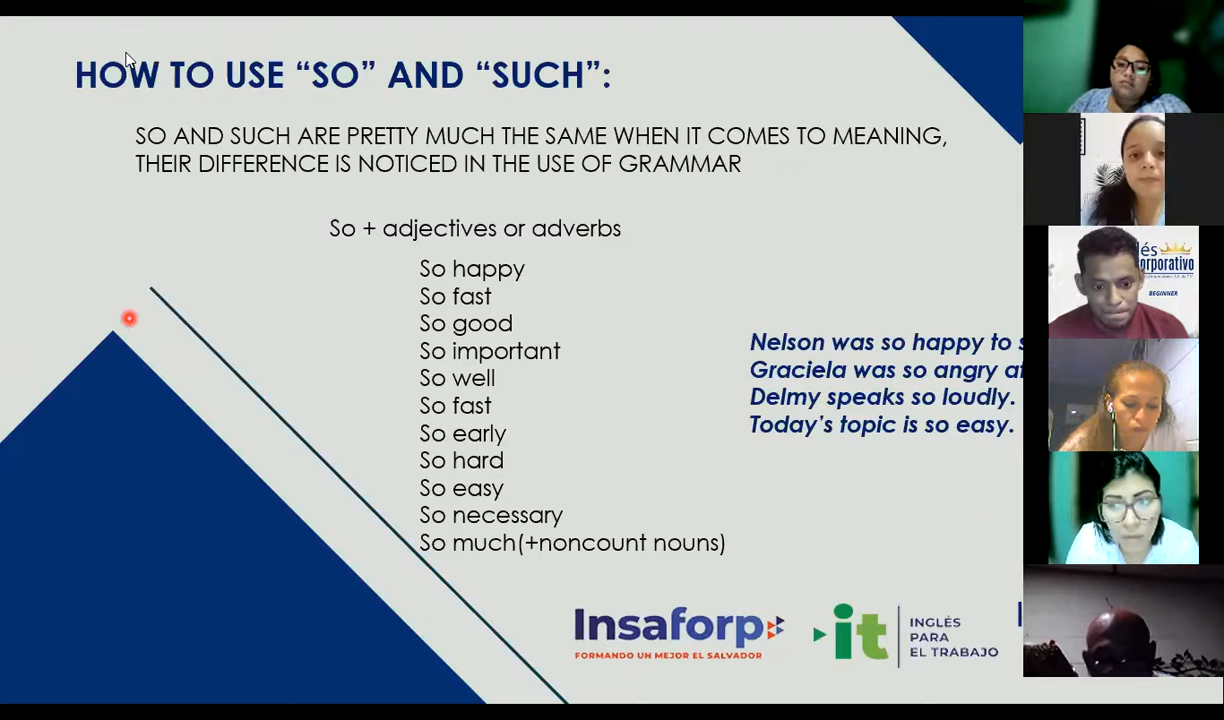 HOW TO USE “SO” AND “SUCH”:
SO AND SUCH ARE PRETTY MUCH THE SAME WHEN IT COMES TO MEANING,
THEIR DIFFERENCE IS NOTICED IN THE USE OF GRAMMAR
So + adjectives or adverbs
So happy
So fast
So good
So important
So well
So fast
So early
So hard
So easy
So necessary
So much(+noncount nouns)
Nelson was so happy to
Graciela was so angry
Delmy speaks so loudly.
Today’s topic is so easy.
Insaforp
FORMANDO UN MEJOR EL SALVADOR
it
INGLÉS
PARA
EL TRABAJO
BEGINNER